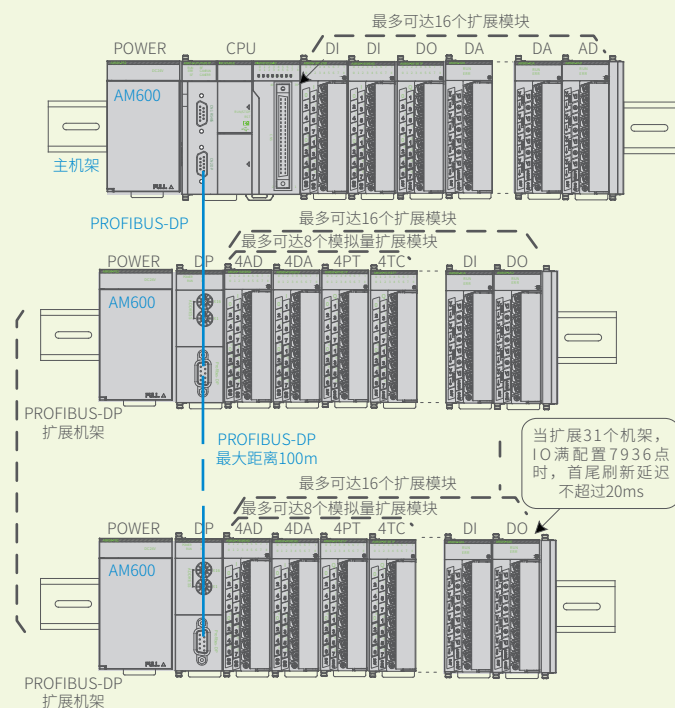 最多可达16个扩展模块
POWER CPU DI DI DO DA DA AD
AM600
主机架
FULL
PROFIBUS-DP
最多可达16个扩展模块
最多可达8个模拟量扩展模块
POWER DP 4AD 4DA 4PT 4TC DI DO
AM600
PROFIBUS-DP
扩展机架
PROFIBUS-DP
最大距离100m
当扩展31个机架，
IO满配置7936点
时，首尾刷新延迟
不超过20ms
最多可达16个扩展模块
最多可达8个模拟量扩展模块
POWER DP 4AD 4DA 4PT 4TC DI DO
AM600
FULL
PROFIBUS-DP
扩展机架